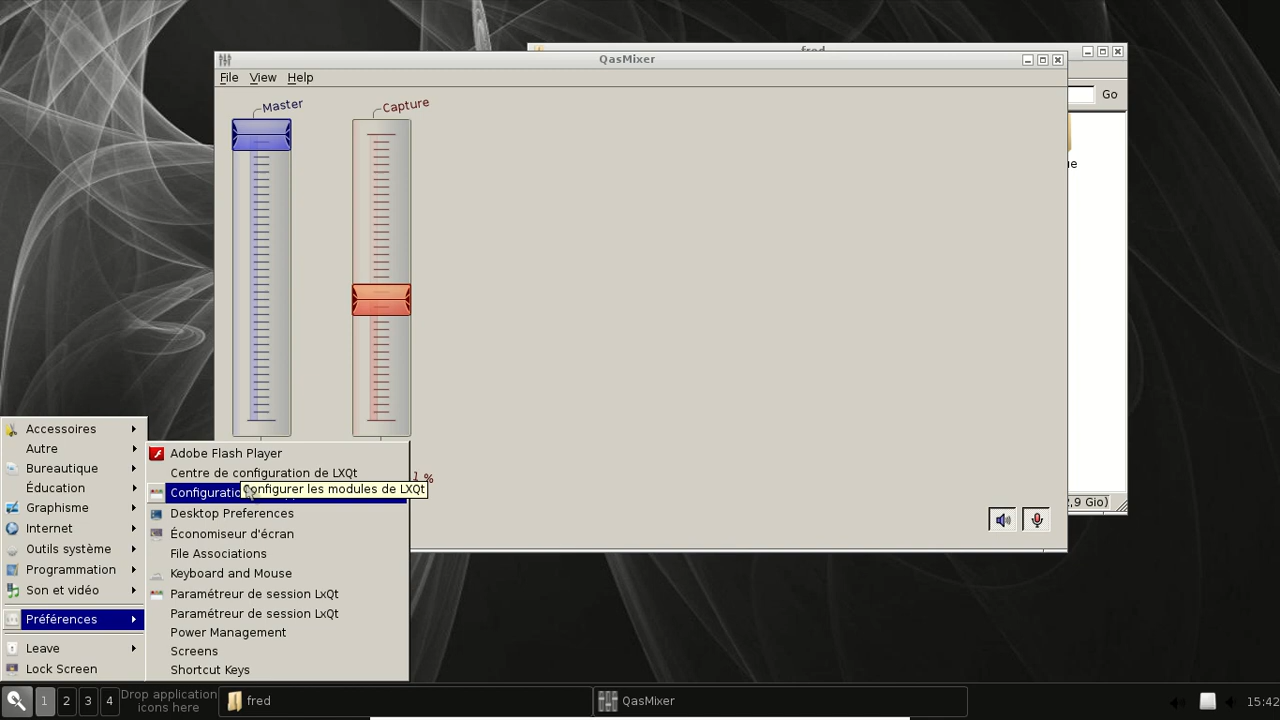 QasMixer
File View Help
Go
Master
Capture
Accessoires
Autre
Bureautique
Éducation
Graphisme
Internet
Outils système
Programmation
Son et vidéo
Préférences
Leave
Lock Screen
Adobe Flash Player
Centre de configuration de LXQt
Configurer les modules de LXQt
Desktop Preferences
Économiseur d'écran
File Associations
Keyboard and Mouse
Paramétreur de session LxQt
Paramétreur de session LxQt
Power Management
Screens
Shortcut Keys
%
2,9 Gio)
1 2 3 4
Drop application
icons here
fred
QasMixer
15:42